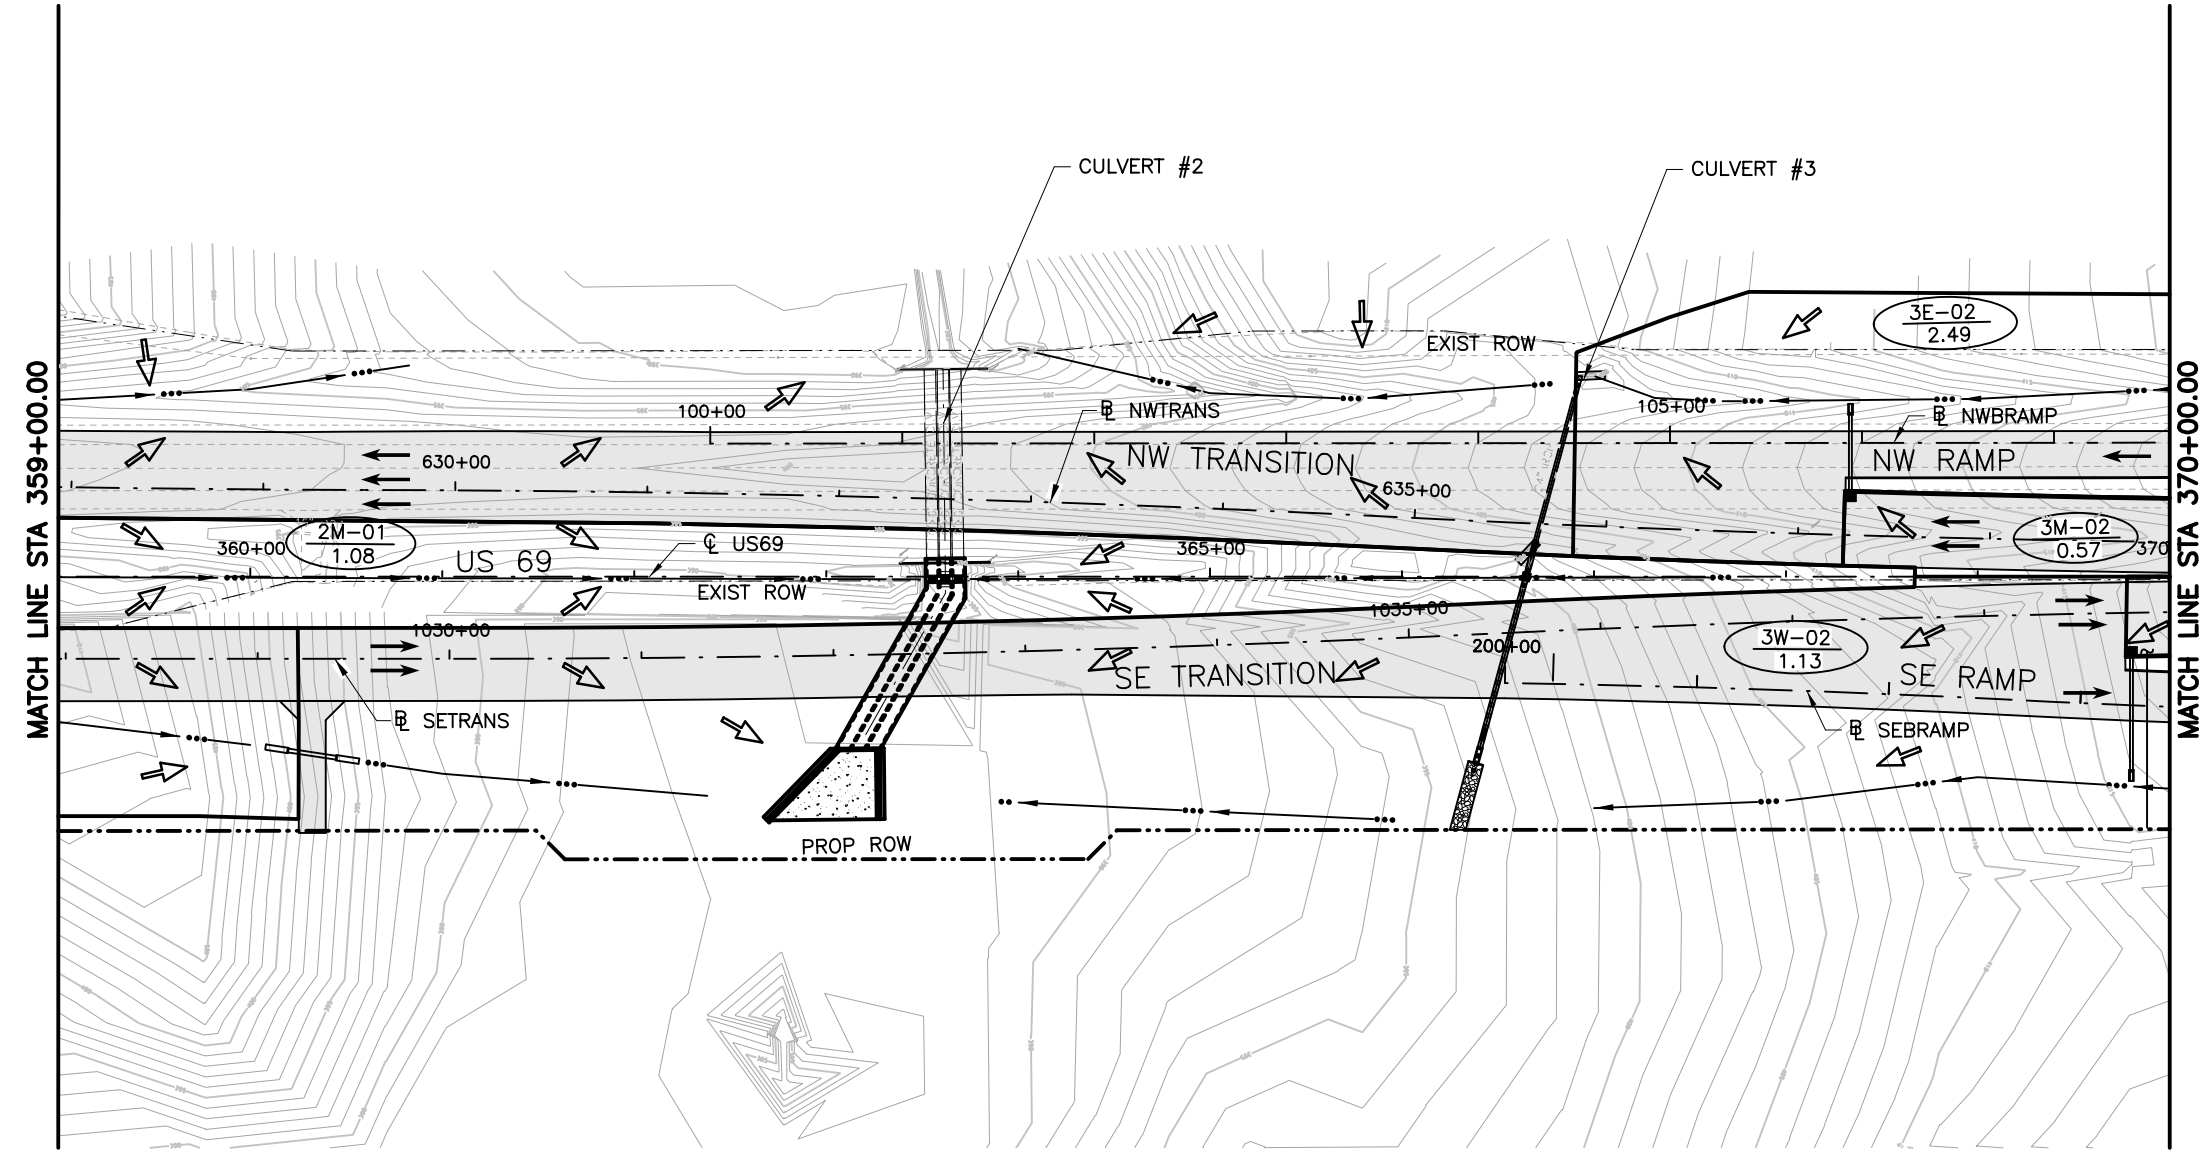 CULVERT #2
CULVERT #3
3E-02
2.49
EXIST ROW
100+00
℄ NWTRANS
105+00
℄ NWBRAMP
630+00
NW TRANSITION
635+00
NW RAMP
2M-01
1.08
360+00
US 69
℄ US69
365+00
3M-02
0.57
370
EXIST ROW
1030+00
1035+00
200+00
3W-02
1.13
SE TRANSITION
SE RAMP
℄ SETRANS
℄ SEBRAMP
PROP ROW
MATCH LINE STA 359+00.00
MATCH LINE STA 370+00.00